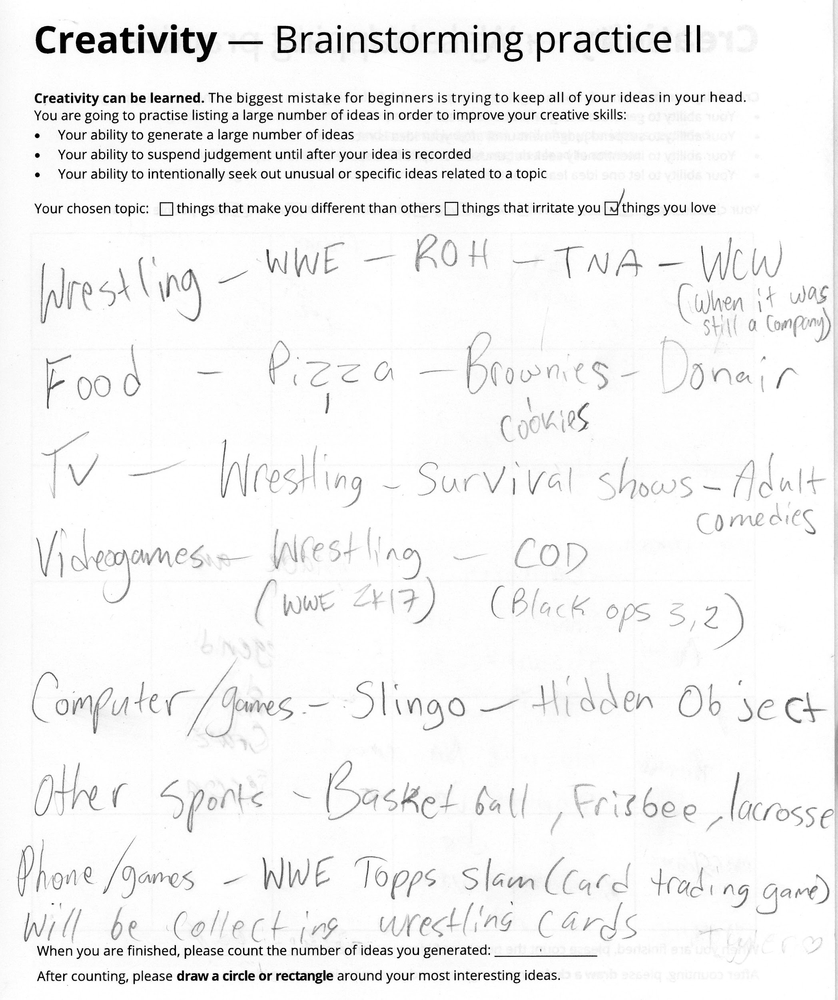 Creativity — Brainstorming practice II
Creativity can be learned. The biggest mistake for beginners is trying to keep all of your ideas in your head.
You are going to practise listing a large number of ideas in order to improve your creative skills:
• Your ability to generate a large number of ideas
• Your ability to suspend judgement until after your idea is recorded
• Your ability to intentionally seek out unusual or specific ideas related to a topic
Your chosen topic: ☐ things that make you different than others ☐ things that irritate you ☑ things you love
Wrestling - WWE - ROH - TNA - WCW
(When it was
still a company)
Food - Pizza - Brownies - Donair
cookies
TV - Wrestling - Survival shows - Adult
comedies
Videogames - Wrestling - COD
(WWE 2K17) (Black ops 3,2)
Computer/games - Slingo - Hidden Object
Other sports - Basketball, Frisbee, lacrosse
Phone/games - WWE Topps slam (card trading game)
Will be collecting wrestling cards
Tyler ♡
When you are finished, please count the number of ideas you generated: ____________
After counting, please draw a circle or rectangle around your most interesting ideas.